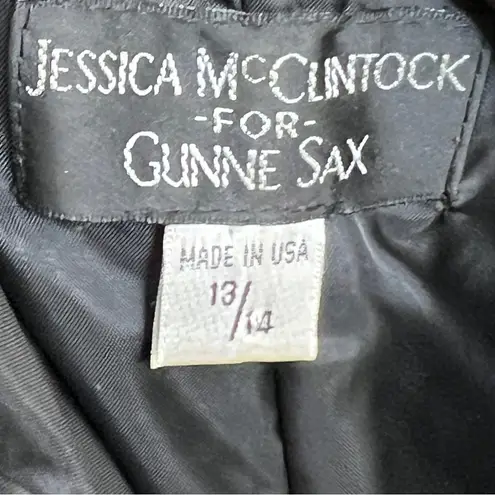 JESSICA McCLINTOCK
-FOR-
GUNNE SAX
MADE IN USA
13/
/14